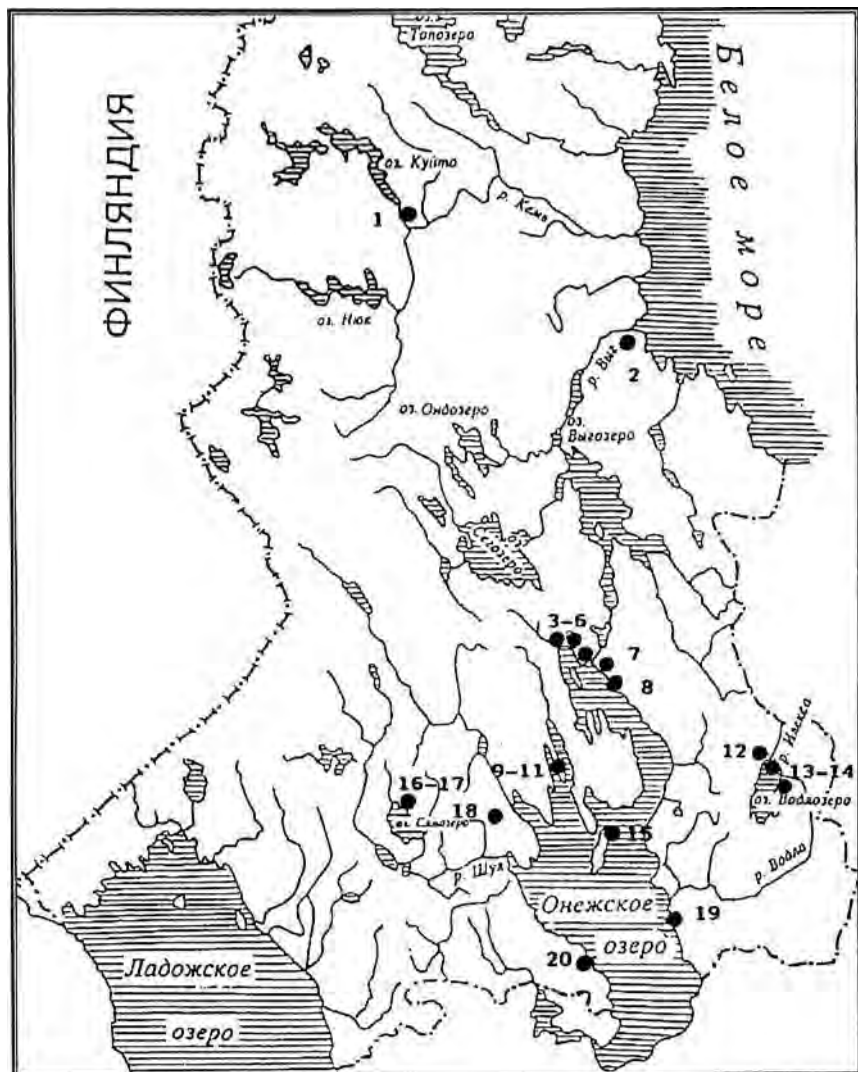 оз.
Топозеро
Белое море
ФИНЛЯНДИЯ
оз. Куйто
1
р. Кемь
оз. Нюк
р. Выг
2
оз. Ондозеро
оз.
Выгозеро
оз.
Сегозеро
3–6
7
8
р. Илекса
12
9–11
13–14
16–17
оз. Водлозеро
18
оз. Сямозеро
15
р. Шуя
р. Водла
Онежское
19
озеро
20
Ладожское
озеро